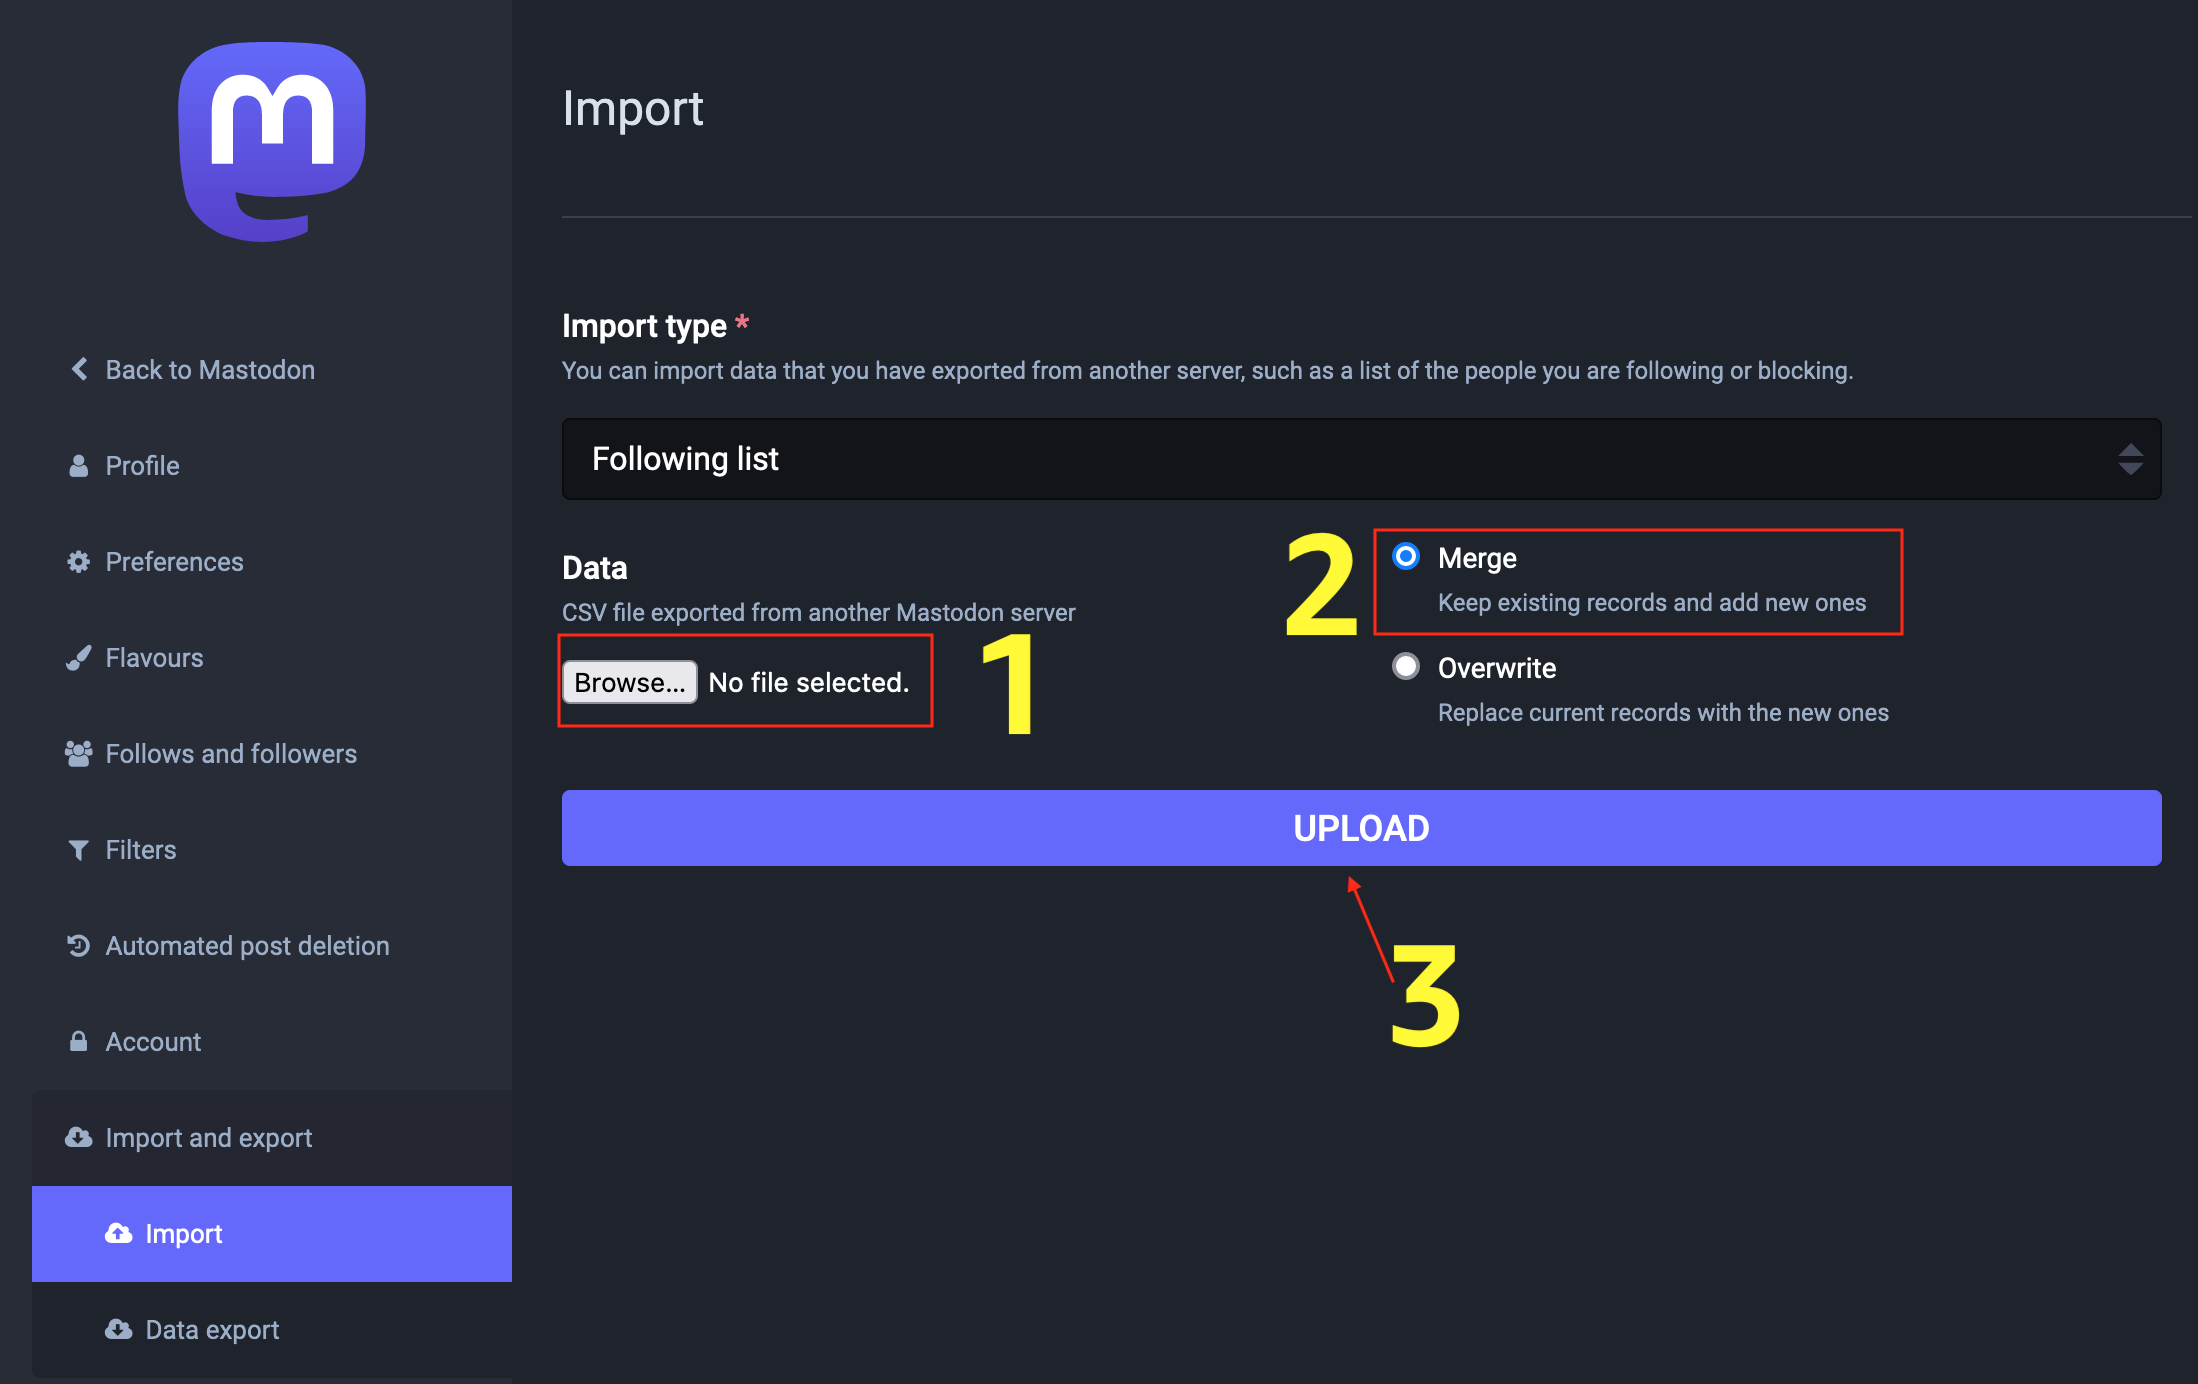 m
Back to Mastodon
Profile
Preferences
Flavours
Follows and followers
Filters
Automated post deletion
Account
Import and export
Import
Data export
Import
Import type *
You can import data that you have exported from another server, such as a list of the people you are following or blocking.
Following list
Data
CSV file exported from another Mastodon server
Browse... No file selected.
1
2
Merge
Keep existing records and add new ones
Overwrite
Replace current records with the new ones
UPLOAD
3